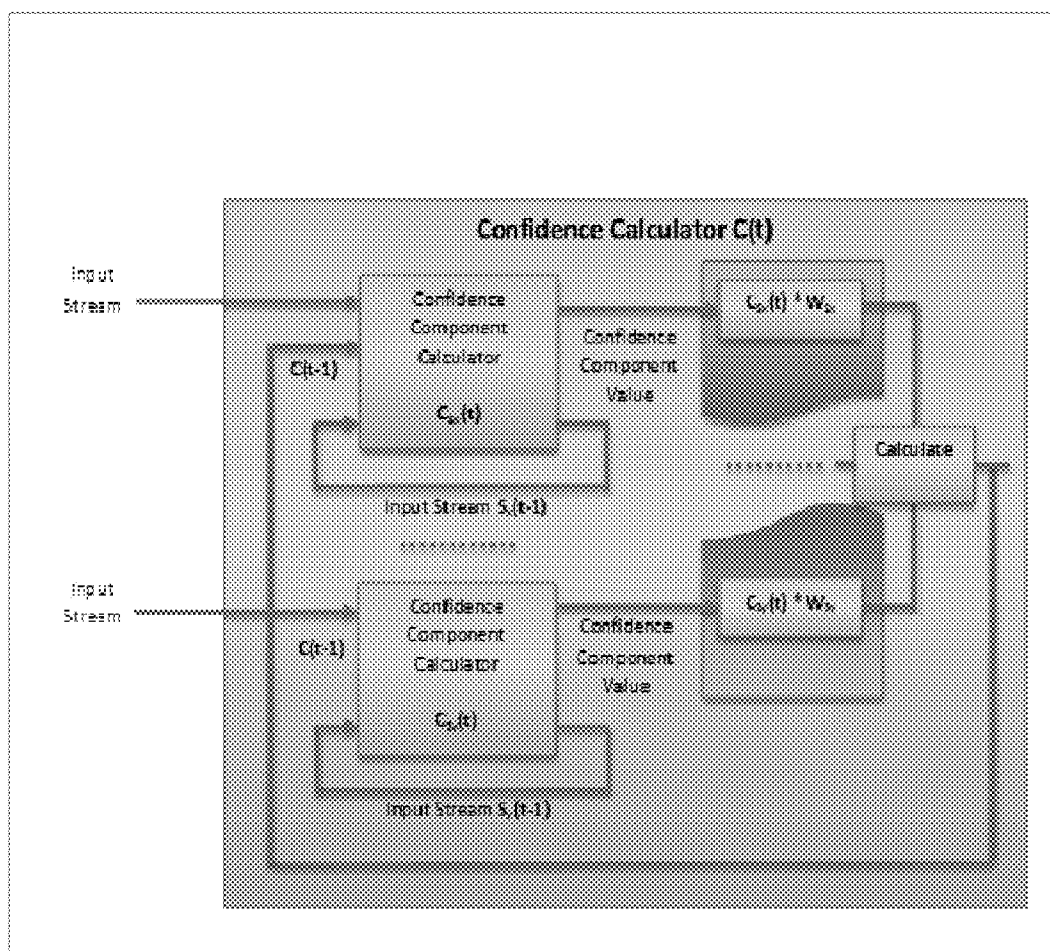 Confidence Calculator C(t)
Input
Stream
Confidence
Component
Calculator
C(t-1)
Confidence
Component
Value
Calculate
Input Stream
Input
Stream
Confidence
Component
Calculator
C(t-1)
Confidence
Component
Value
Input Stream